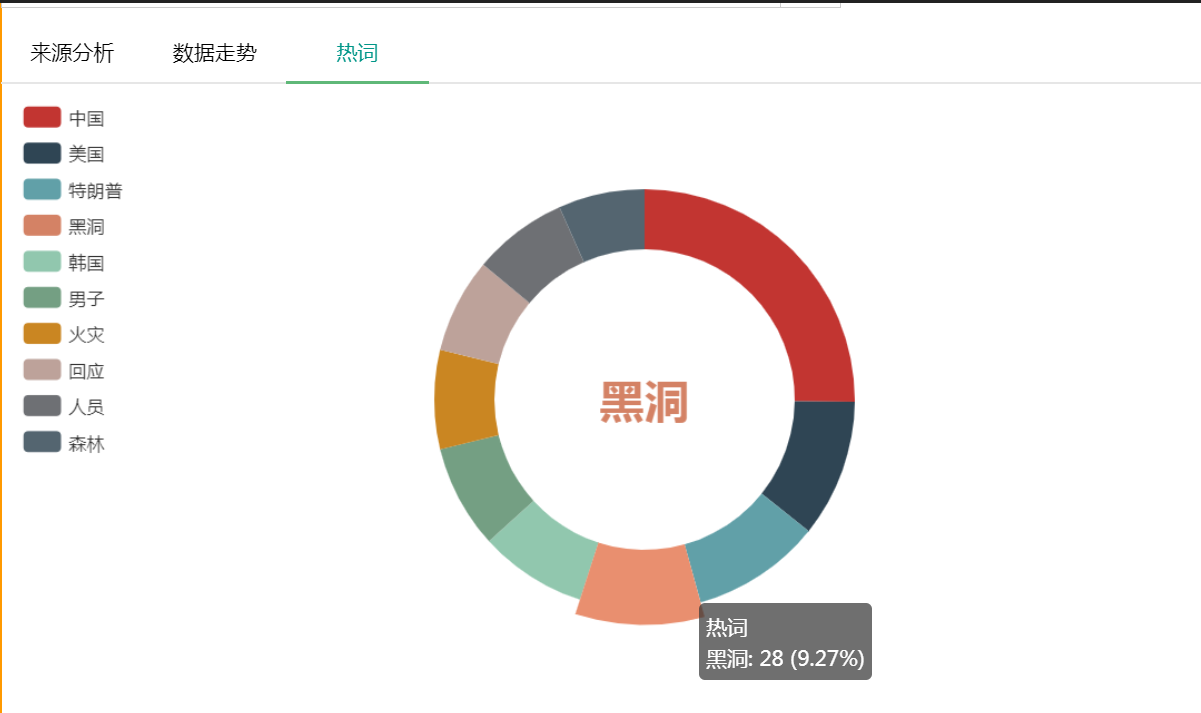 来源分析
数据走势
热词
中国
美国
特朗普
黑洞
韩国
男子
火灾
回应
人员
森林
黑洞
热词
黑洞: 28 (9.27%)